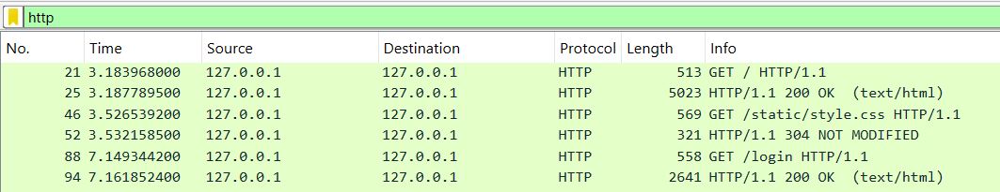 http
No. Time Source Destination Protocol Length Info
21 3.183968000 127.0.0.1 127.0.0.1 HTTP 513 GET / HTTP/1.1
25 3.187789500 127.0.0.1 127.0.0.1 HTTP 5023 HTTP/1.1 200 OK (text/html)
46 3.526539200 127.0.0.1 127.0.0.1 HTTP 569 GET /static/style.css HTTP/1.1
52 3.532158500 127.0.0.1 127.0.0.1 HTTP 321 HTTP/1.1 304 NOT MODIFIED
88 7.149344200 127.0.0.1 127.0.0.1 HTTP 558 GET /login HTTP/1.1
94 7.161852400 127.0.0.1 127.0.0.1 HTTP 2641 HTTP/1.1 200 OK (text/html)